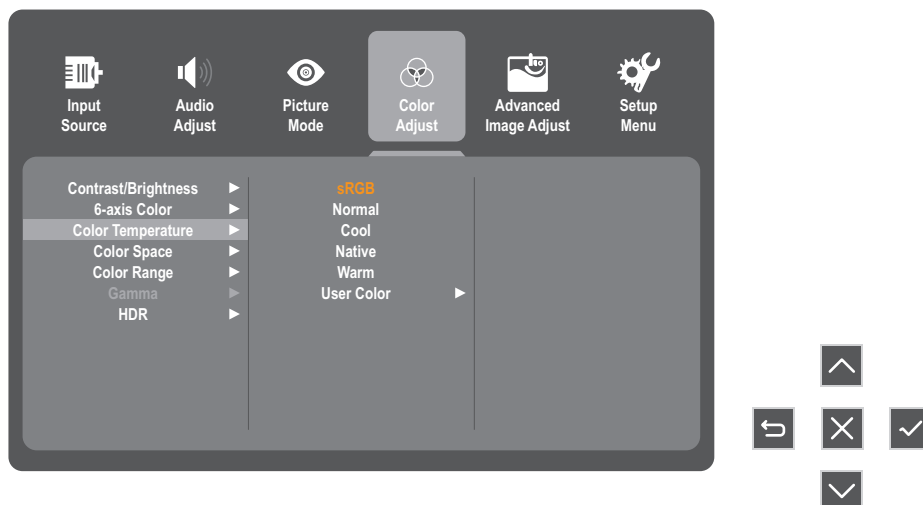 Input
Source
Audio
Adjust
Picture
Mode
Color
Adjust
Advanced
Image Adjust
Setup
Menu
Contrast/Brightness
6-axis Color
Color Temperature
Color Space
Color Range
Gamma
HDR
sRGB
Normal
Cool
Native
Warm
User Color